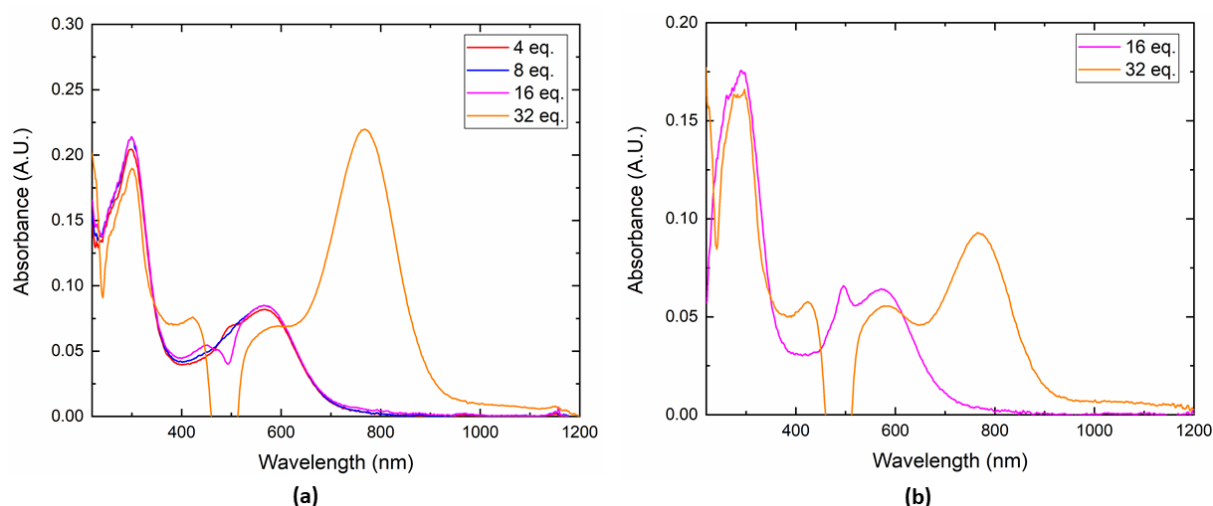 0.30
0.25
0.20
0.15
0.10
0.05
0.00
Absorbance (A.U.)
4 eq.
8 eq.
16 eq.
32 eq.
400 600 800 1000 1200
Wavelength (nm)
(a)
0.20
0.15
0.10
0.05
0.00
Absorbance (A.U.)
16 eq.
32 eq.
400 600 800 1000 1200
Wavelength (nm)
(b)